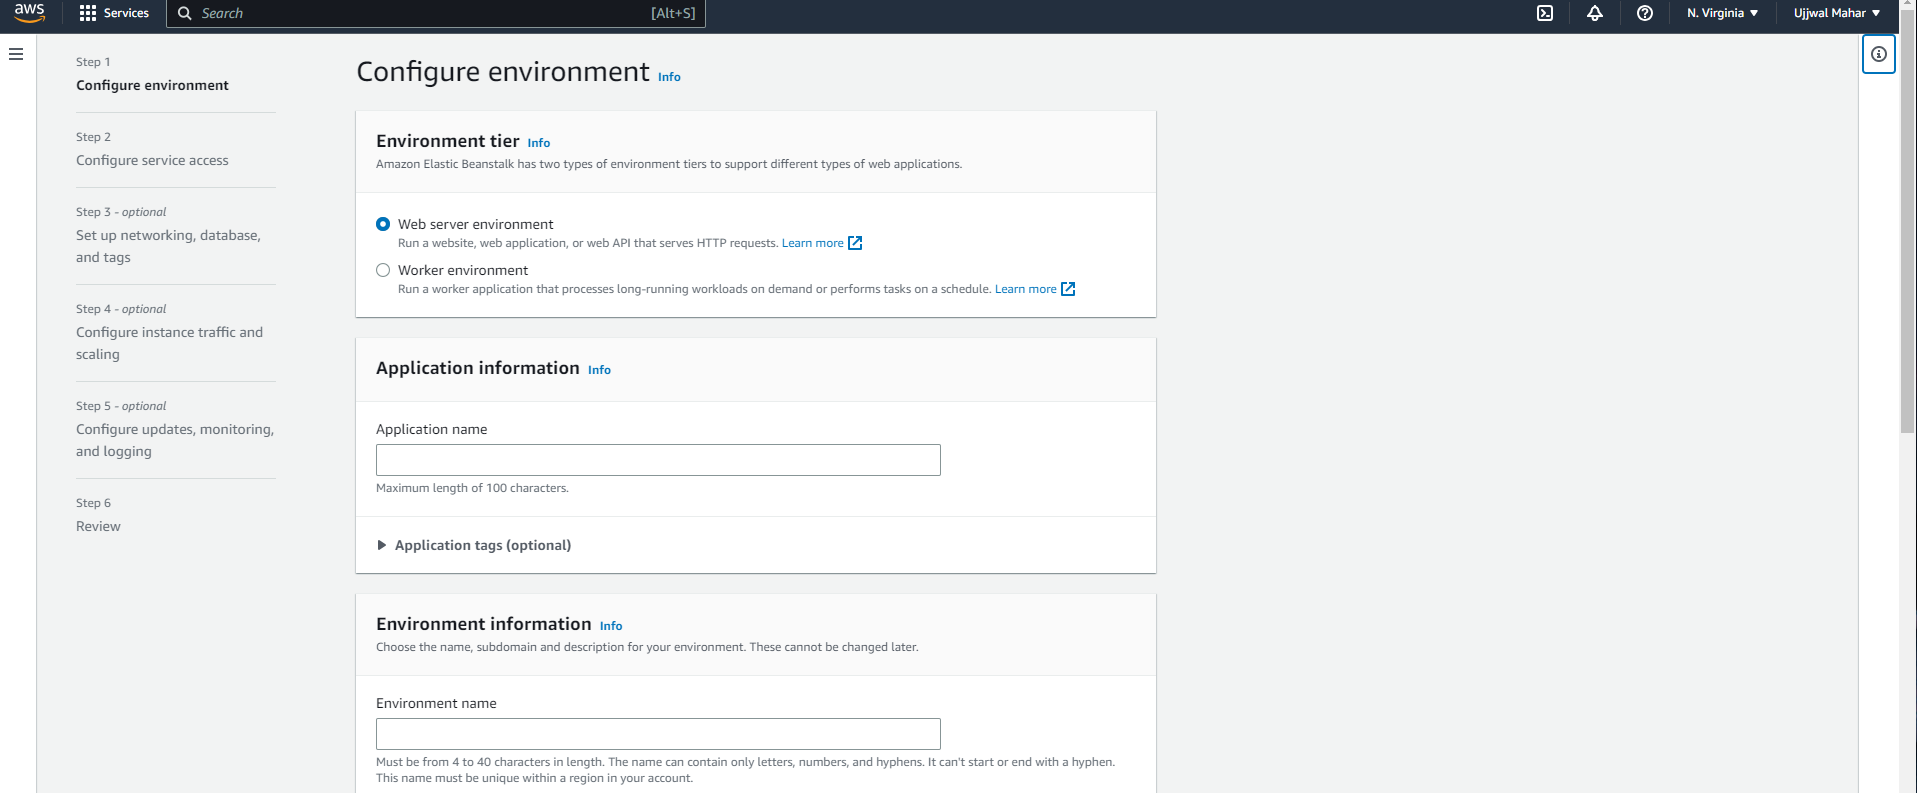 aws
Services
Search
[Alt+S]
N. Virginia
Ujjwal Mahar
Step 1
Configure environment
Step 2
Configure service access
Step 3 - optional
Set up networking, database,
and tags
Step 4 - optional
Configure instance traffic and
scaling
Step 5 - optional
Configure updates, monitoring,
and logging
Step 6
Review
Configure environment Info
Environment tier Info
Amazon Elastic Beanstalk has two types of environment tiers to support different types of web applications.
Web server environment
Run a website, web application, or web API that serves HTTP requests. Learn more
Worker environment
Run a worker application that processes long-running workloads on demand or performs tasks on a schedule. Learn more
Application information Info
Application name
Maximum length of 100 characters.
Application tags (optional)
Environment information Info
Choose the name, subdomain and description for your environment. These cannot be changed later.
Environment name
Must be from 4 to 40 characters in length. The name can contain only letters, numbers, and hyphens. It can't start or end with a hyphen.
This name must be unique within a region in your account.